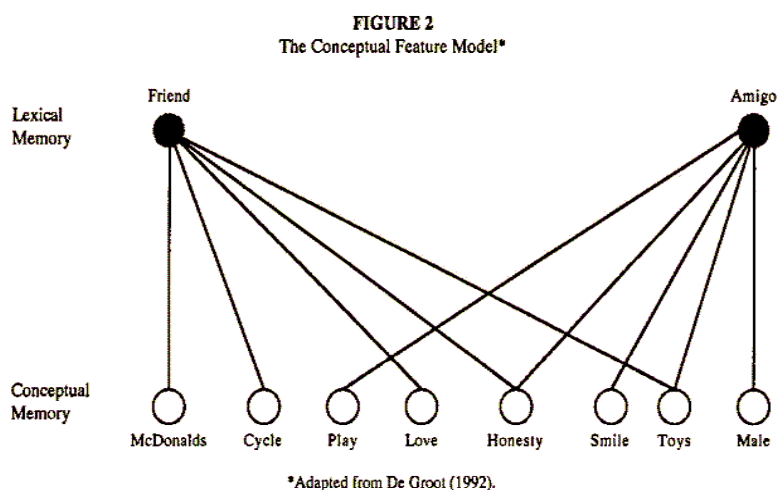 FIGURE 2
The Conceptual Feature Model*
Friend
Amigo
Lexical
Memory
Conceptual
Memory
McDonalds Cycle Play Love Honesty Smile Toys Male
*Adapted from De Groot (1992).